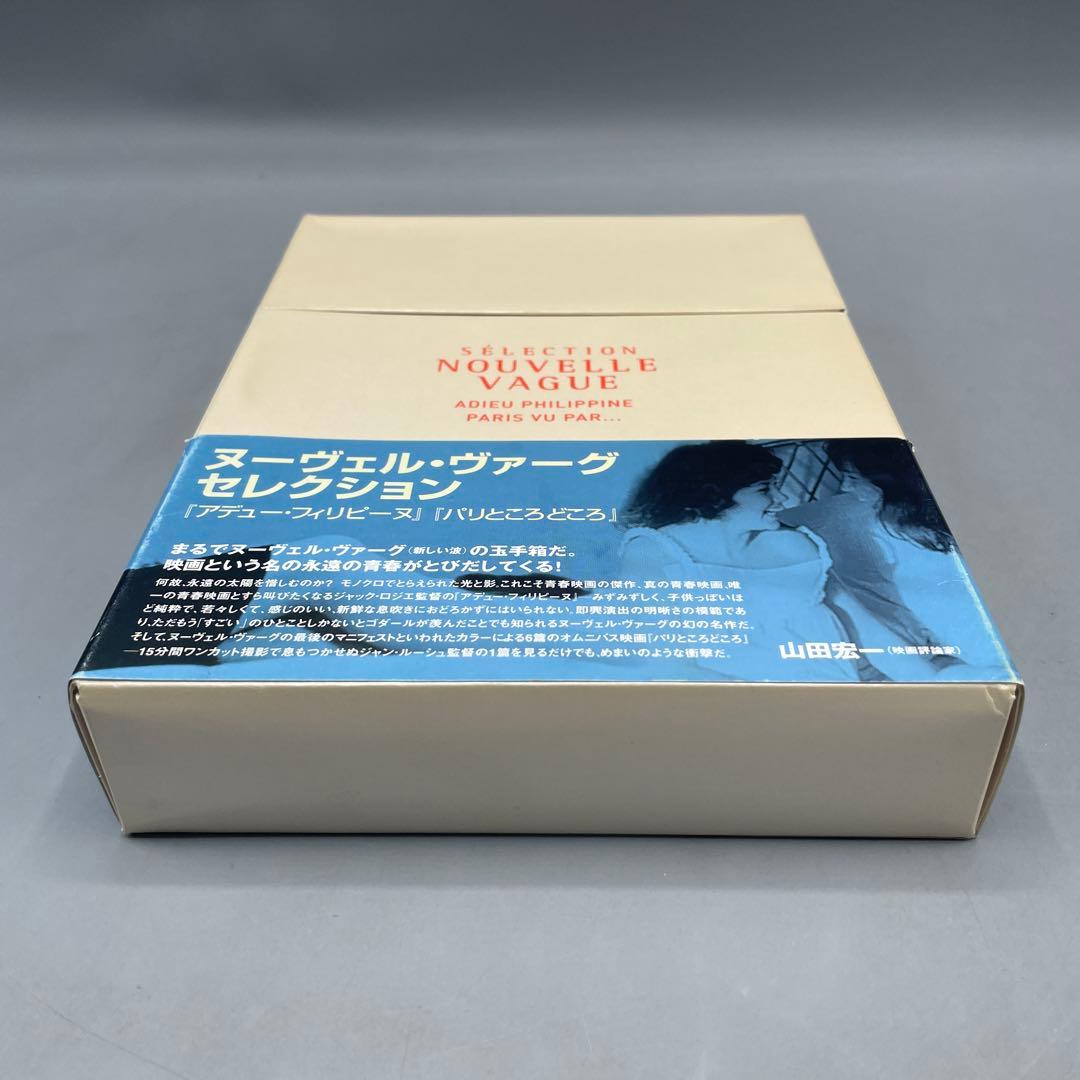 SÉLECTION
NOUVELLE
VAGUE
ADIEU PHILIPPINE
PARIS VU PAR...
ヌーヴェル・ヴァーグ
セレクション
『アデュー・フィリピーヌ』『パリところどころ』
まるでヌーヴェル・ヴァーグ(新しい波)の玉手箱だ。
映画という名の永遠の青春がとびだしてくる!
何故、永遠の太陽を惜しむのか? モノクロでとらえられた光と影。これこそ青春映画の傑作、真の青春映画、唯
一の青春映画とすら叫びたくなるジャック・ロジエ監督の『アデュー・フィリピーヌ』―みずみずしく、子供っぽいほ
ど純粋で、若々しくて、感じのいい、新鮮な息吹きにおどろかずにはいられない。即興演出の明晰さの模範であ
り、ただもう「すごい」のひとことしかないとゴダールが羨んだことでも知られるヌーヴェル・ヴァーグの幻の名作だ。
そして、ヌーヴェル・ヴァーグの最後のマニフェストといわれたカラーによる6篇のオムニバス映画『パリところどころ』
―15分間ワンカット撮影で息もつかせぬジャン・ルーシュ監督の1篇を見るだけでも、めまいのような衝撃だ。
山田宏一(映画評論家)